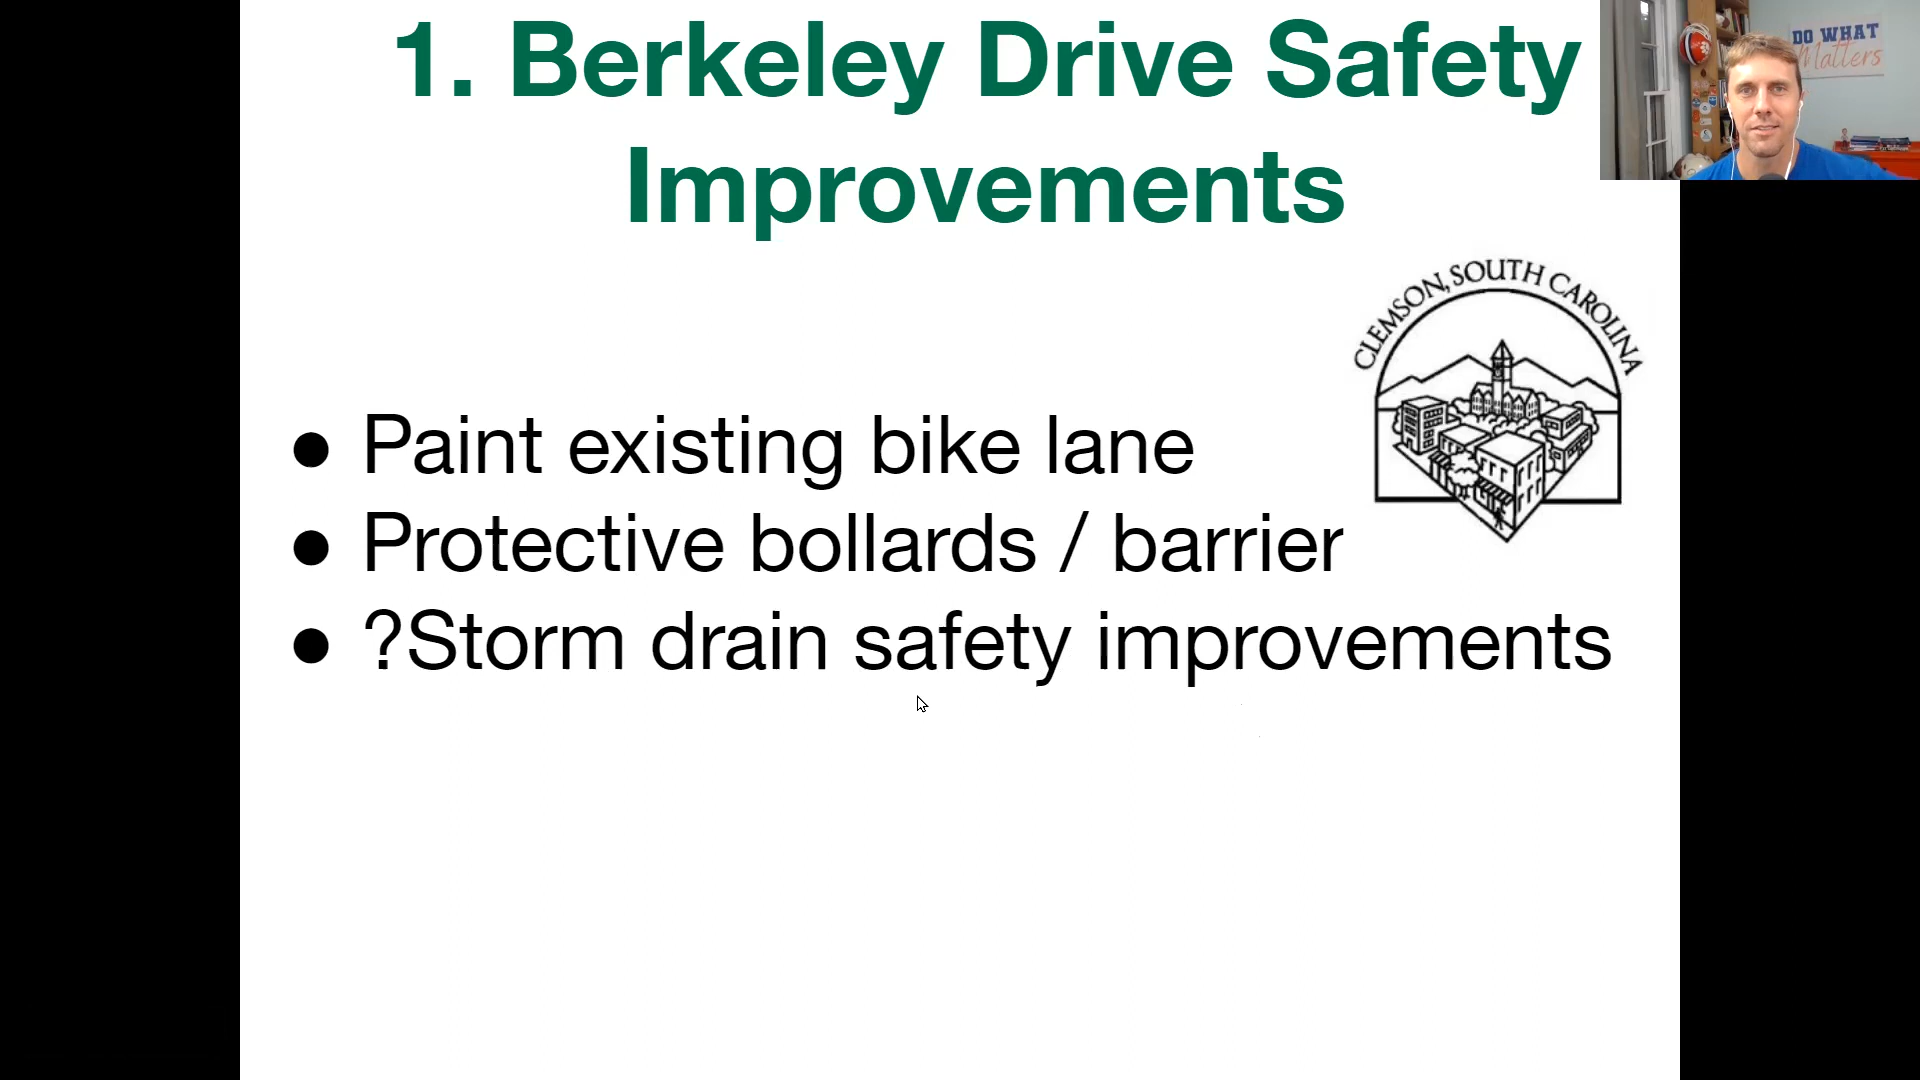 1. Berkeley Drive Safety
Improvements
DO WHAT
Matters
CLEMSON, SOUTH CAROLINA
● Paint existing bike lane
● Protective bollards / barrier
● ?Storm drain safety improvements